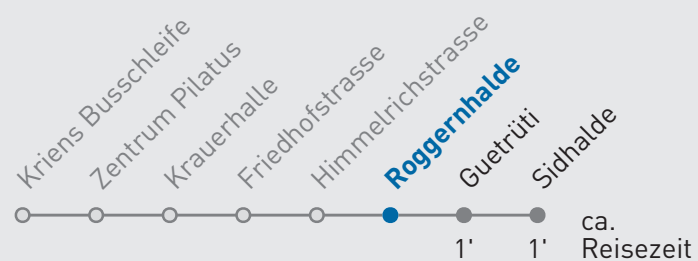 Kriens Busschleife
Zentrum Pilatus
Krauerhalle
Friedhofstrasse
Himmelrichstrasse
Roggernhalde
Guetrüti
Sidhalde
1' 1' ca.
Reisezeit